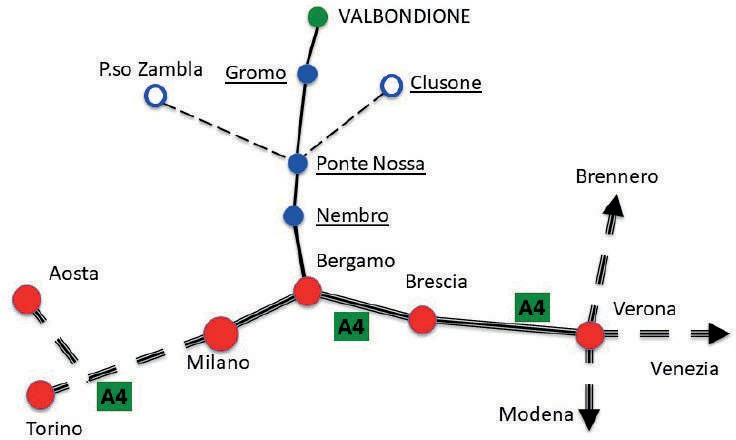 VALBONDIONE
P.so Zambla
Gromo
Clusone
Ponte Nossa
Brennero
Nembro
Bergamo
Aosta
Brescia
A4
Verona
A4
Milano
Venezia
A4
Modena
Torino